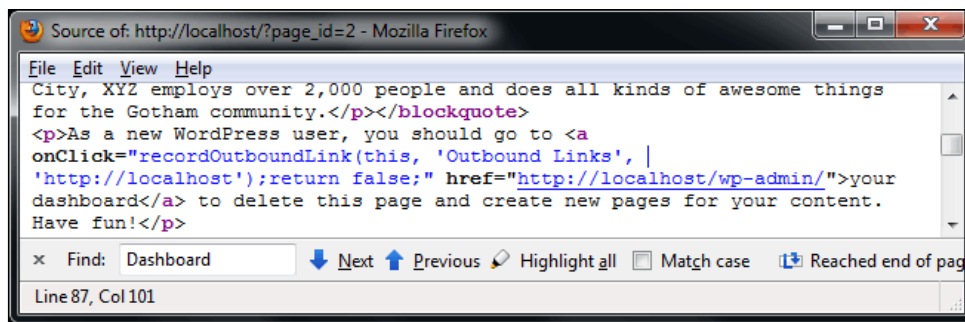 Source of: http://localhost/?page_id=2 - Mozilla Firefox
File Edit View Help
City, XYZ employs over 2,000 people and does all kinds of awesome things
for the Gotham community.</p></blockquote>
<p>As a new WordPress user, you should go to <a
onClick="recordOutboundLink(this, 'Outbound Links',
'http://localhost');return false;" href="http://localhost/wp-admin/">your
dashboard</a> to delete this page and create new pages for your content.
Have fun!</p>
× Find: Dashboard Next Previous Highlight all Match case Reached end of pag
Line 87, Col 101